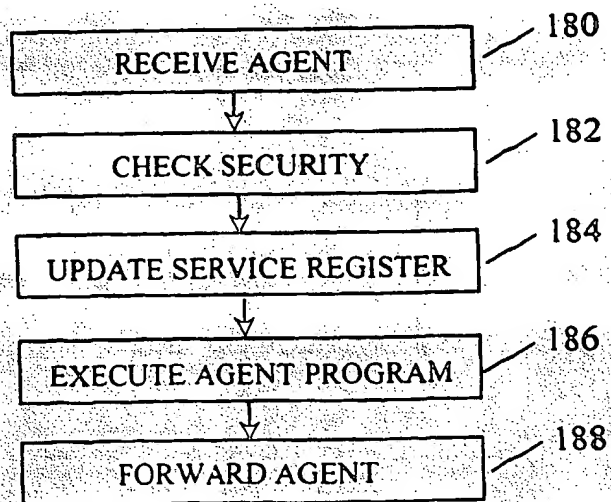 180
RECEIVE AGENT
182
CHECK SECURITY
184
UPDATE SERVICE REGISTER
186
EXECUTE AGENT PROGRAM
188
FORWARD AGENT